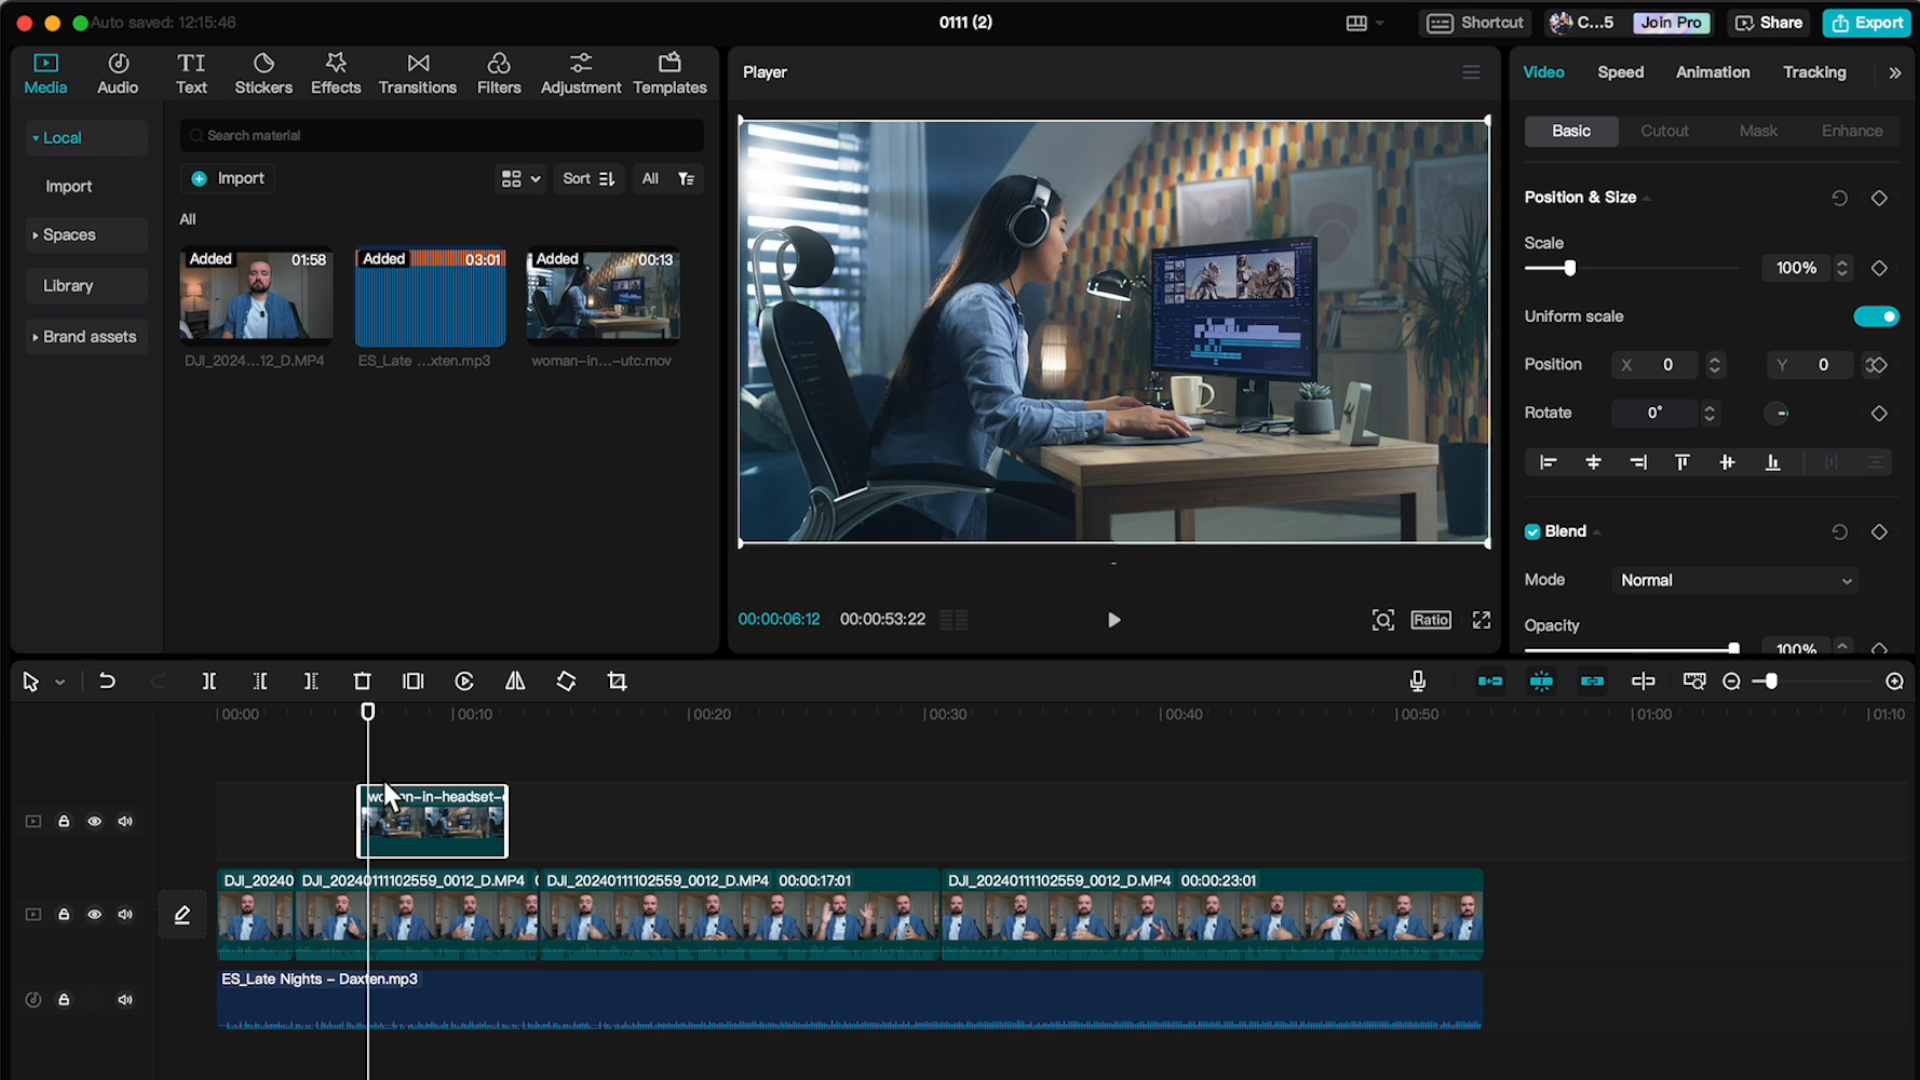 Auto saved: 12:15:46
0111 (2)
Shortcut
C...5
Join Pro
Share
Export
Media
Audio
TI
Text
Stickers
Effects
Transitions
Filters
Adjustment
Templates
Local
Import
Spaces
Library
Brand assets
Search material
Import
Sort
All
All
Added 01:58
DJI_2024...12_D.MP4
Added 03:01
ES_Late ...xten.mp3
Added 00:13
woman-in...-utc.mov
Player
00:00:06:12
00:00:53:22
Ratio
Video
Speed
Animation
Tracking
Basic
Cutout
Mask
Enhance
Position & Size
Scale
100%
Uniform scale
Position
X 0
Y 0
Rotate
0°
Blend
Mode
Normal
Opacity
100%
00:00
00:10
00:20
00:30
00:40
00:50
01:00
01:10
woman-in-headset-
DJI_20240
DJI_20240111102559_0012_D.MP4
DJI_20240111102559_0012_D.MP4 00:00:17:01
DJI_20240111102559_0012_D.MP4 00:00:23:01
ES_Late Nights – Daxten.mp3